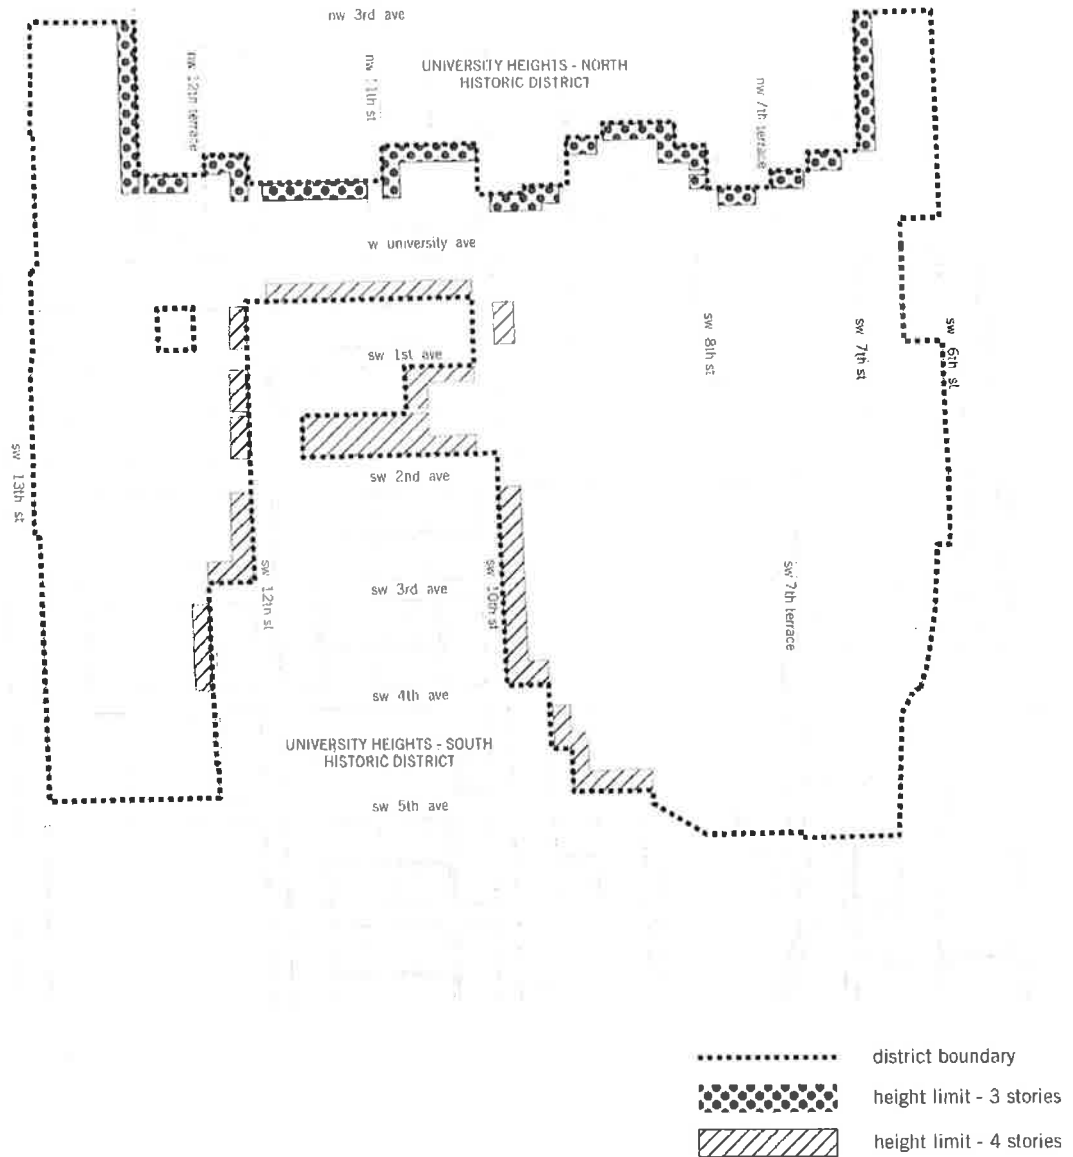 nw 3rd ave
UNIVERSITY HEIGHTS - NORTH
HISTORIC DISTRICT
nw 12th terrace
nw 11th st
nw 7th terrace
w university ave
sw 1st ave
sw 8th st
sw 7th st
sw 6th st
sw 13th st
sw 2nd ave
sw 12th st
sw 3rd ave
sw 10th st
sw 7th terrace
sw 4th ave
UNIVERSITY HEIGHTS - SOUTH
HISTORIC DISTRICT
sw 5th ave
district boundary
height limit - 3 stories
height limit - 4 stories